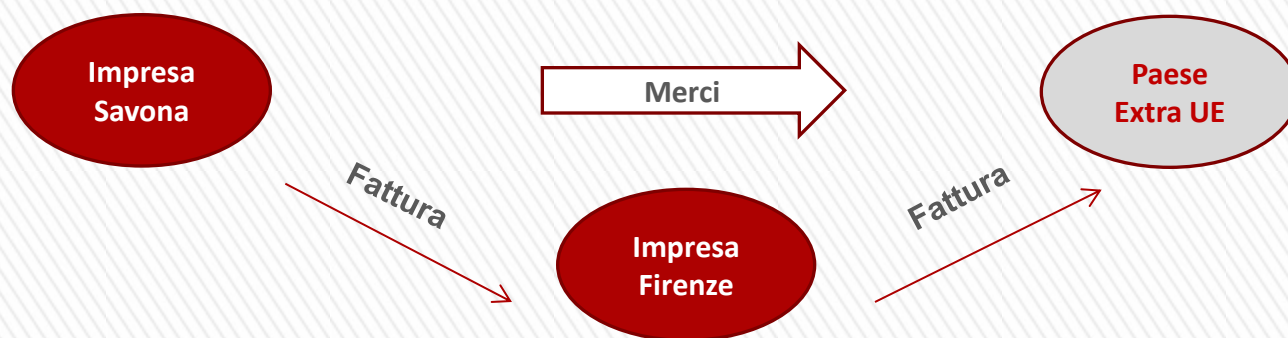 Impresa
Savona
Merci
Paese
Extra UE
Fattura
Fattura
Impresa
Firenze